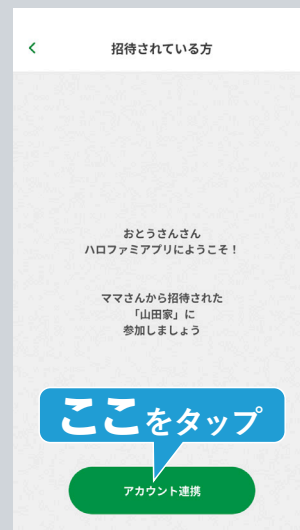 招待されている方
おとうさんさん
ハロファミアプリにようこそ！
ママさんから招待された
「山田家」に
参加しましょう
ここをタップ
アカウント連携